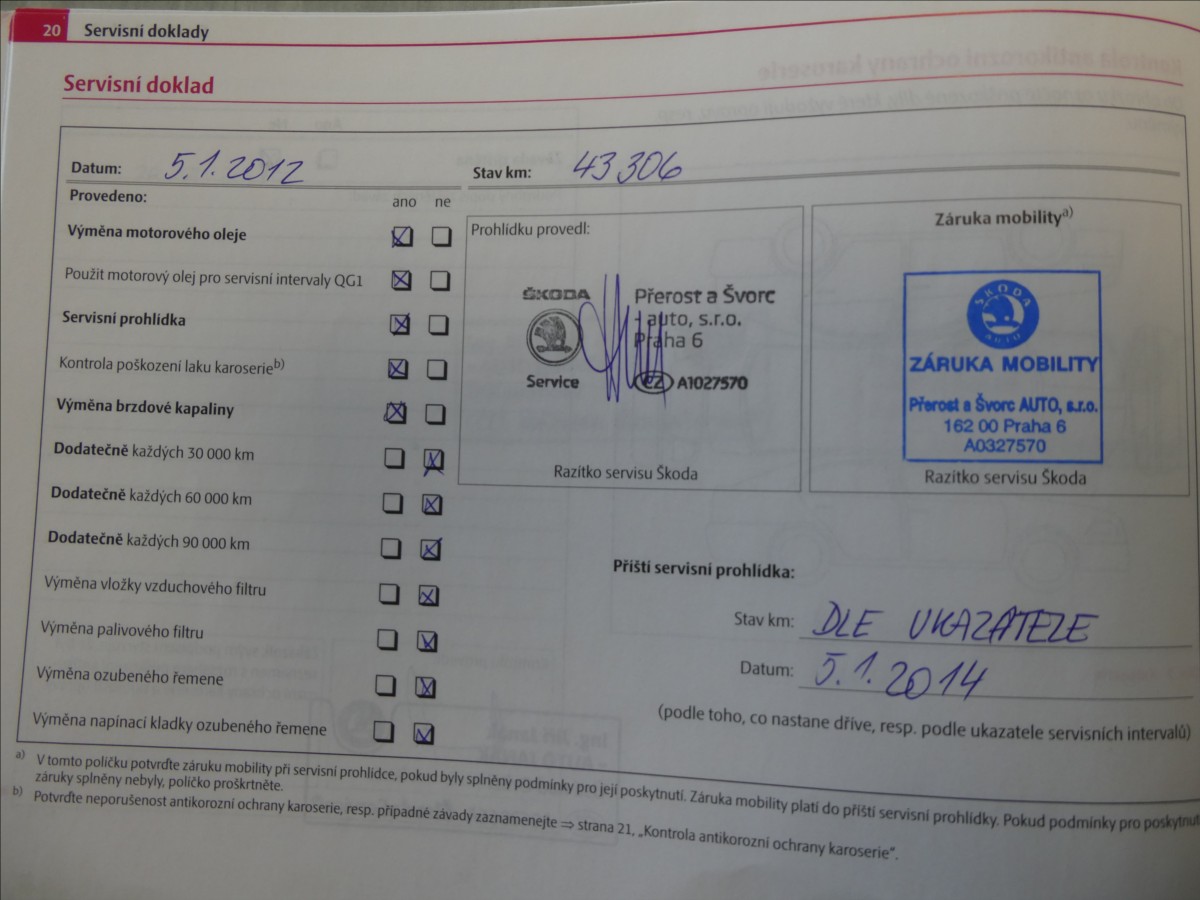 20 Servisní doklady
Servisní doklad
Datum: 5.1.2012 Stav km: 43 306
Provedeno: ano ne
Výměna motorového oleje
Použit motorový olej pro servisní intervaly QG1
Servisní prohlídka
Kontrola poškození laku karoserieb)
Výměna brzdové kapaliny
Dodatečně každých 30 000 km
Dodatečně každých 60 000 km
Dodatečně každých 90 000 km
Výměna vložky vzduchového filtru
Výměna palivového filtru
Výměna ozubeného řemene
Výměna napínací kladky ozubeného řemene
Prohlídku provedl:
ŠKODA
Service
Přerost a Švorc
- auto, s.r.o.
Praha 6
CZ A1027570
Razítko servisu Škoda
Záruka mobilitya)
ŠKODA
AUTO
ZÁRUKA MOBILITY
Přerost a Švorc AUTO, s.r.o.
162 00 Praha 6
A0327570
Razítko servisu Škoda
Příští servisní prohlídka:
Stav km: DLE UKAZATELE
Datum: 5.1.2014
(podle toho, co nastane dříve, resp. podle ukazatele servisních intervalů)
a) V tomto políčku potvrďte záruku mobility při servisní prohlídce, pokud byly splněny podmínky pro její poskytnutí. Záruka mobility platí do příští servisní prohlídky. Pokud podmínky pro poskytnut
záruky splněny nebyly, políčko proškrtněte.
b) Potvrďte neporušenost antikorozní ochrany karoserie, resp. případné závady zaznamenejte ⇒ strana 21, „Kontrola antikorozní ochrany karoserie“.